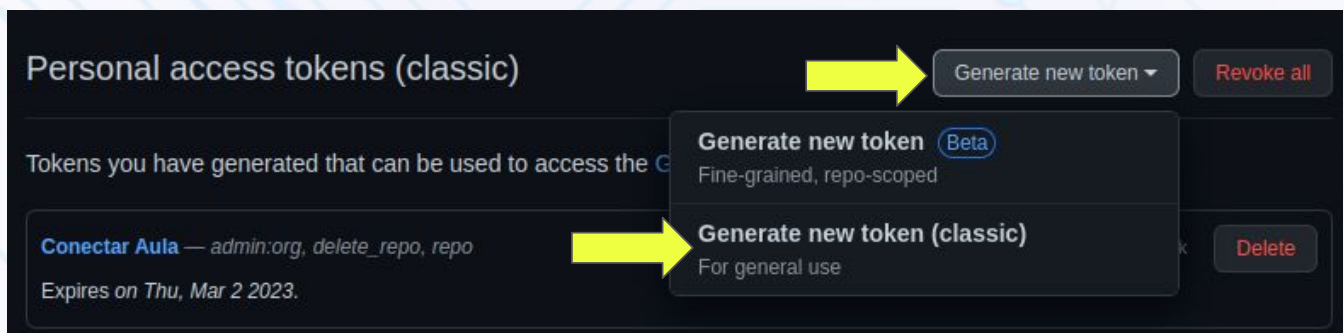 Personal access tokens (classic)
Generate new token
Revoke all
Generate new token Beta
Fine-grained, repo-scoped
Tokens you have generated that can be used to access the G
Generate new token (classic)
For general use
Conectar Aula — admin:org, delete_repo, repo
k
Delete
Expires on Thu, Mar 2 2023.